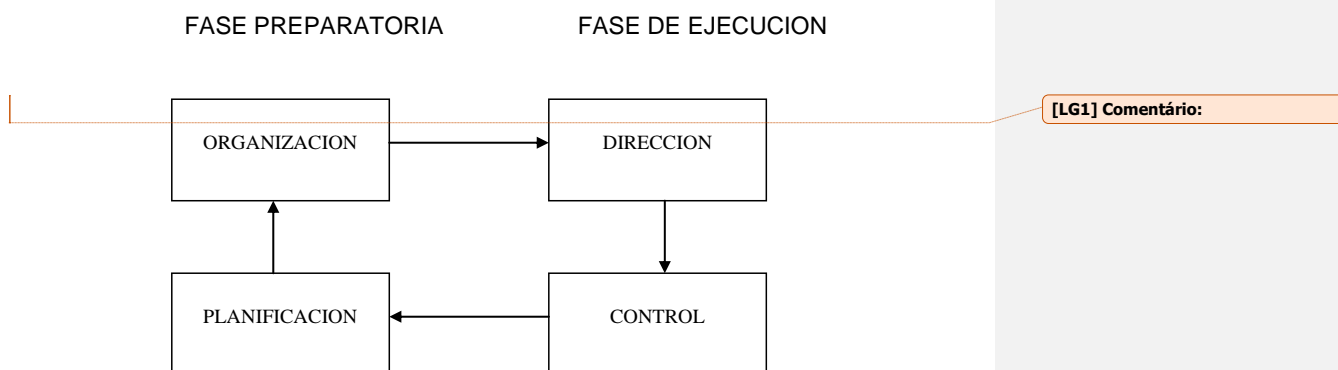 FASE PREPARATORIA FASE DE EJECUCION
[LG1] Comentário:
ORGANIZACION DIRECCION
PLANIFICACION CONTROL